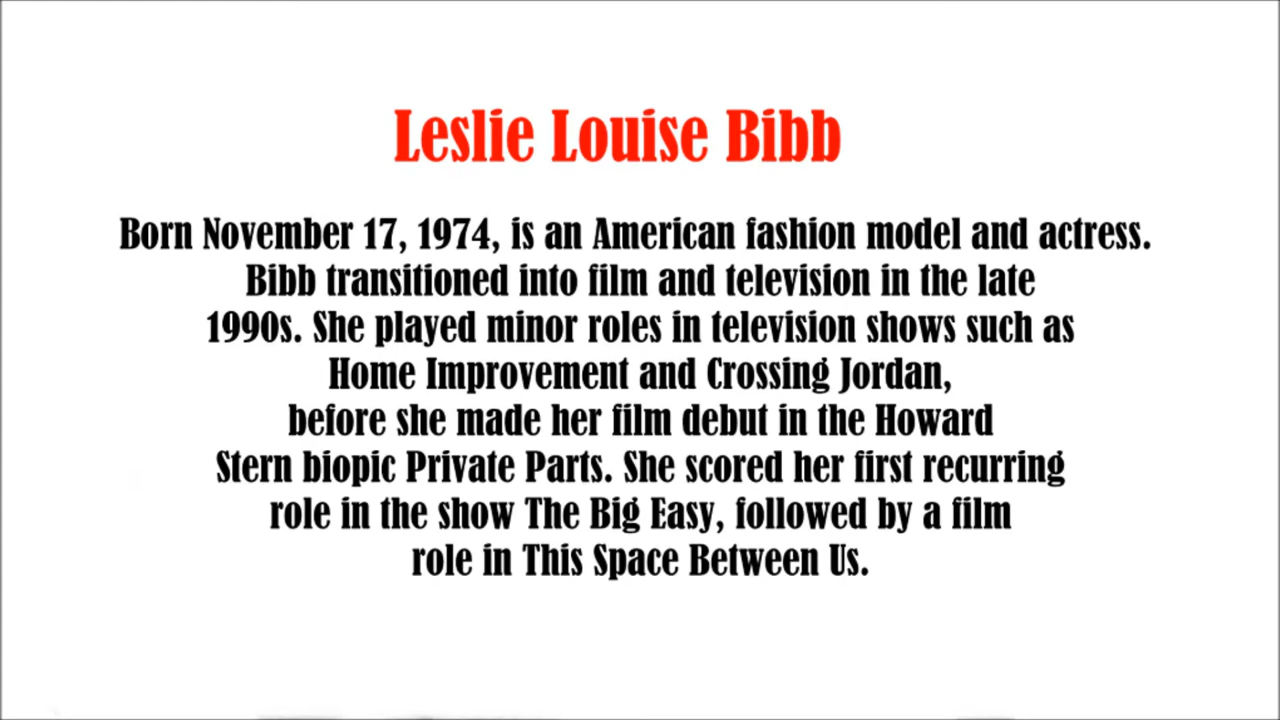 Leslie Louise Bibb
Born November 17, 1974, is an American fashion model and actress.
Bibb transitioned into film and television in the late
1990s. She played minor roles in television shows such as
Home Improvement and Crossing Jordan,
before she made her film debut in the Howard
Stern biopic Private Parts. She scored her first recurring
role in the show The Big Easy, followed by a film
role in This Space Between Us.